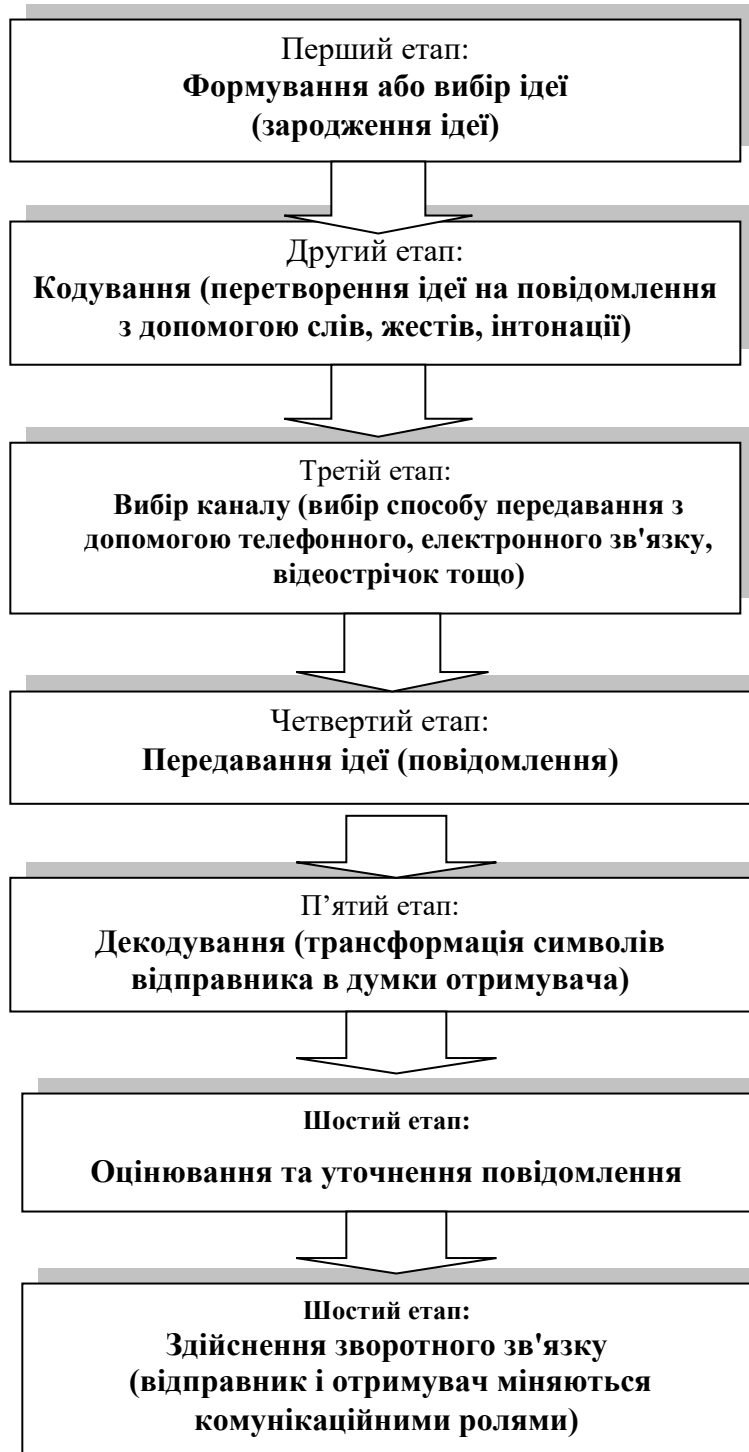 Перший етап:
Формування або вибір ідеї
(зародження ідеї)
Другий етап:
Кодування (перетворення ідеї на повідомлення
з допомогою слів, жестів, інтонації)
Третій етап:
Вибір каналу (вибір способу передавання з
допомогою телефонного, електронного зв'язку,
відеострічок тощо)
Четвертий етап:
Передавання ідеї (повідомлення)
П’ятий етап:
Декодування (трансформація символів
відправника в думки отримувача)
Шостий етап:
Оцінювання та уточнення повідомлення
Шостий етап:
Здійснення зворотного зв'язку
(відправник і отримувач міняються
комунікаційними ролями)